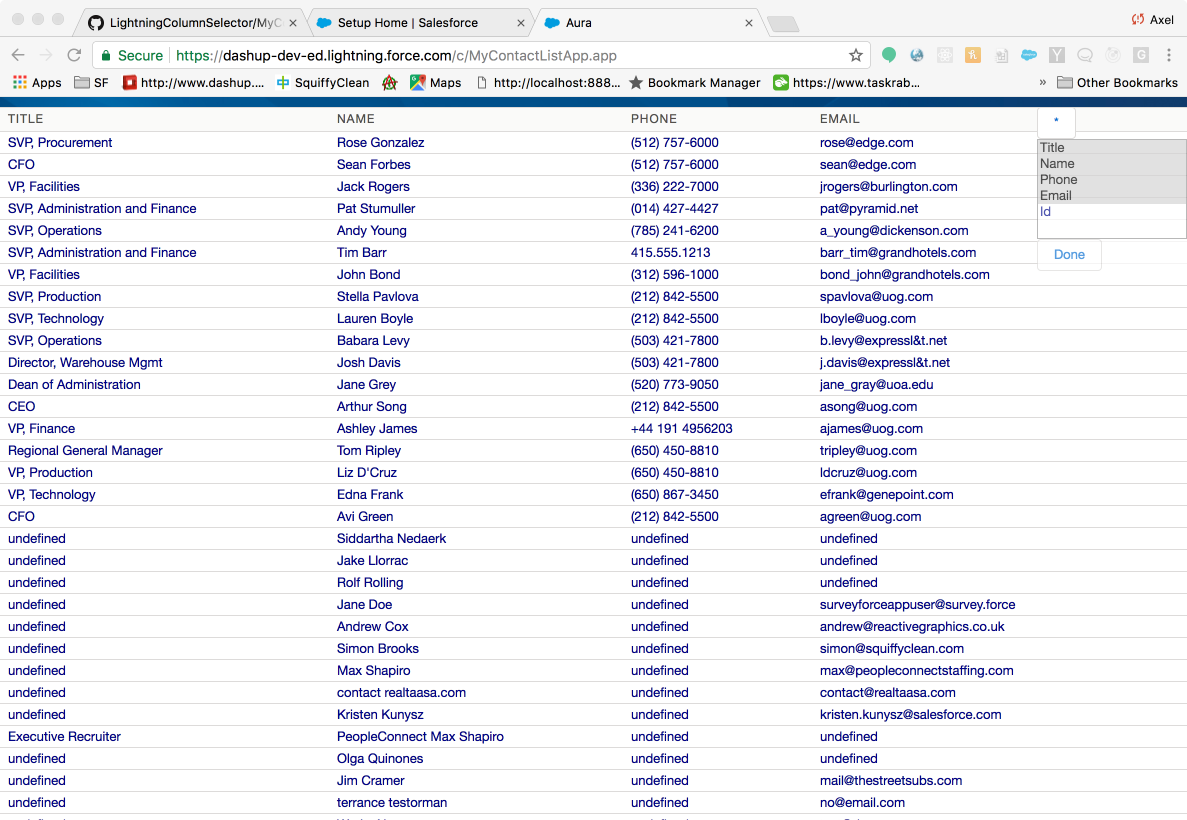 LightningColumnSelector/MyC
Setup Home | Salesforce
Aura
Axel
Secure https://dashup-dev-ed.lightning.force.com/c/MyContactListApp.app
Apps SF http://www.dashup.... SquiffyClean Maps http://localhost:888... Bookmark Manager https://www.taskrab... » Other Bookmarks
TITLE NAME PHONE EMAIL *
SVP, Procurement Rose Gonzalez (512) 757-6000 rose@edge.com
Title
CFO Sean Forbes (512) 757-6000 sean@edge.com
Name
Phone
VP, Facilities Jack Rogers (336) 222-7000 jrogers@burlington.com
Email
SVP, Administration and Finance Pat Stumuller (014) 427-4427 pat@pyramid.net
Id
SVP, Operations Andy Young (785) 241-6200 a_young@dickenson.com
SVP, Administration and Finance Tim Barr 415.555.1213 barr_tim@grandhotels.com
Done
VP, Facilities John Bond (312) 596-1000 bond_john@grandhotels.com
SVP, Production Stella Pavlova (212) 842-5500 spavlova@uog.com
SVP, Technology Lauren Boyle (212) 842-5500 lboyle@uog.com
SVP, Operations Babara Levy (503) 421-7800 b.levy@expressl&t.net
Director, Warehouse Mgmt Josh Davis (503) 421-7800 j.davis@expressl&t.net
Dean of Administration Jane Grey (520) 773-9050 jane_gray@uoa.edu
CEO Arthur Song (212) 842-5500 asong@uog.com
VP, Finance Ashley James +44 191 4956203 ajames@uog.com
Regional General Manager Tom Ripley (650) 450-8810 tripley@uog.com
VP, Production Liz D'Cruz (650) 450-8810 ldcruz@uog.com
VP, Technology Edna Frank (650) 867-3450 efrank@genepoint.com
CFO Avi Green (212) 842-5500 agreen@uog.com
undefined Siddartha Nedaerk undefined undefined
undefined Jake Llorrac undefined undefined
undefined Rolf Rolling undefined undefined
undefined Jane Doe undefined surveyforceappuser@survey.force
undefined Andrew Cox undefined andrew@reactivegraphics.co.uk
undefined Simon Brooks undefined simon@squiffyclean.com
undefined Max Shapiro undefined max@peopleconnectstaffing.com
undefined contact realtaasa.com undefined contact@realtaasa.com
undefined Kristen Kunysz undefined kristen.kunysz@salesforce.com
Executive Recruiter PeopleConnect Max Shapiro undefined undefined
undefined Olga Quinones undefined undefined
undefined Jim Cramer undefined mail@thestreetsubs.com
undefined terrance testorman undefined no@email.com